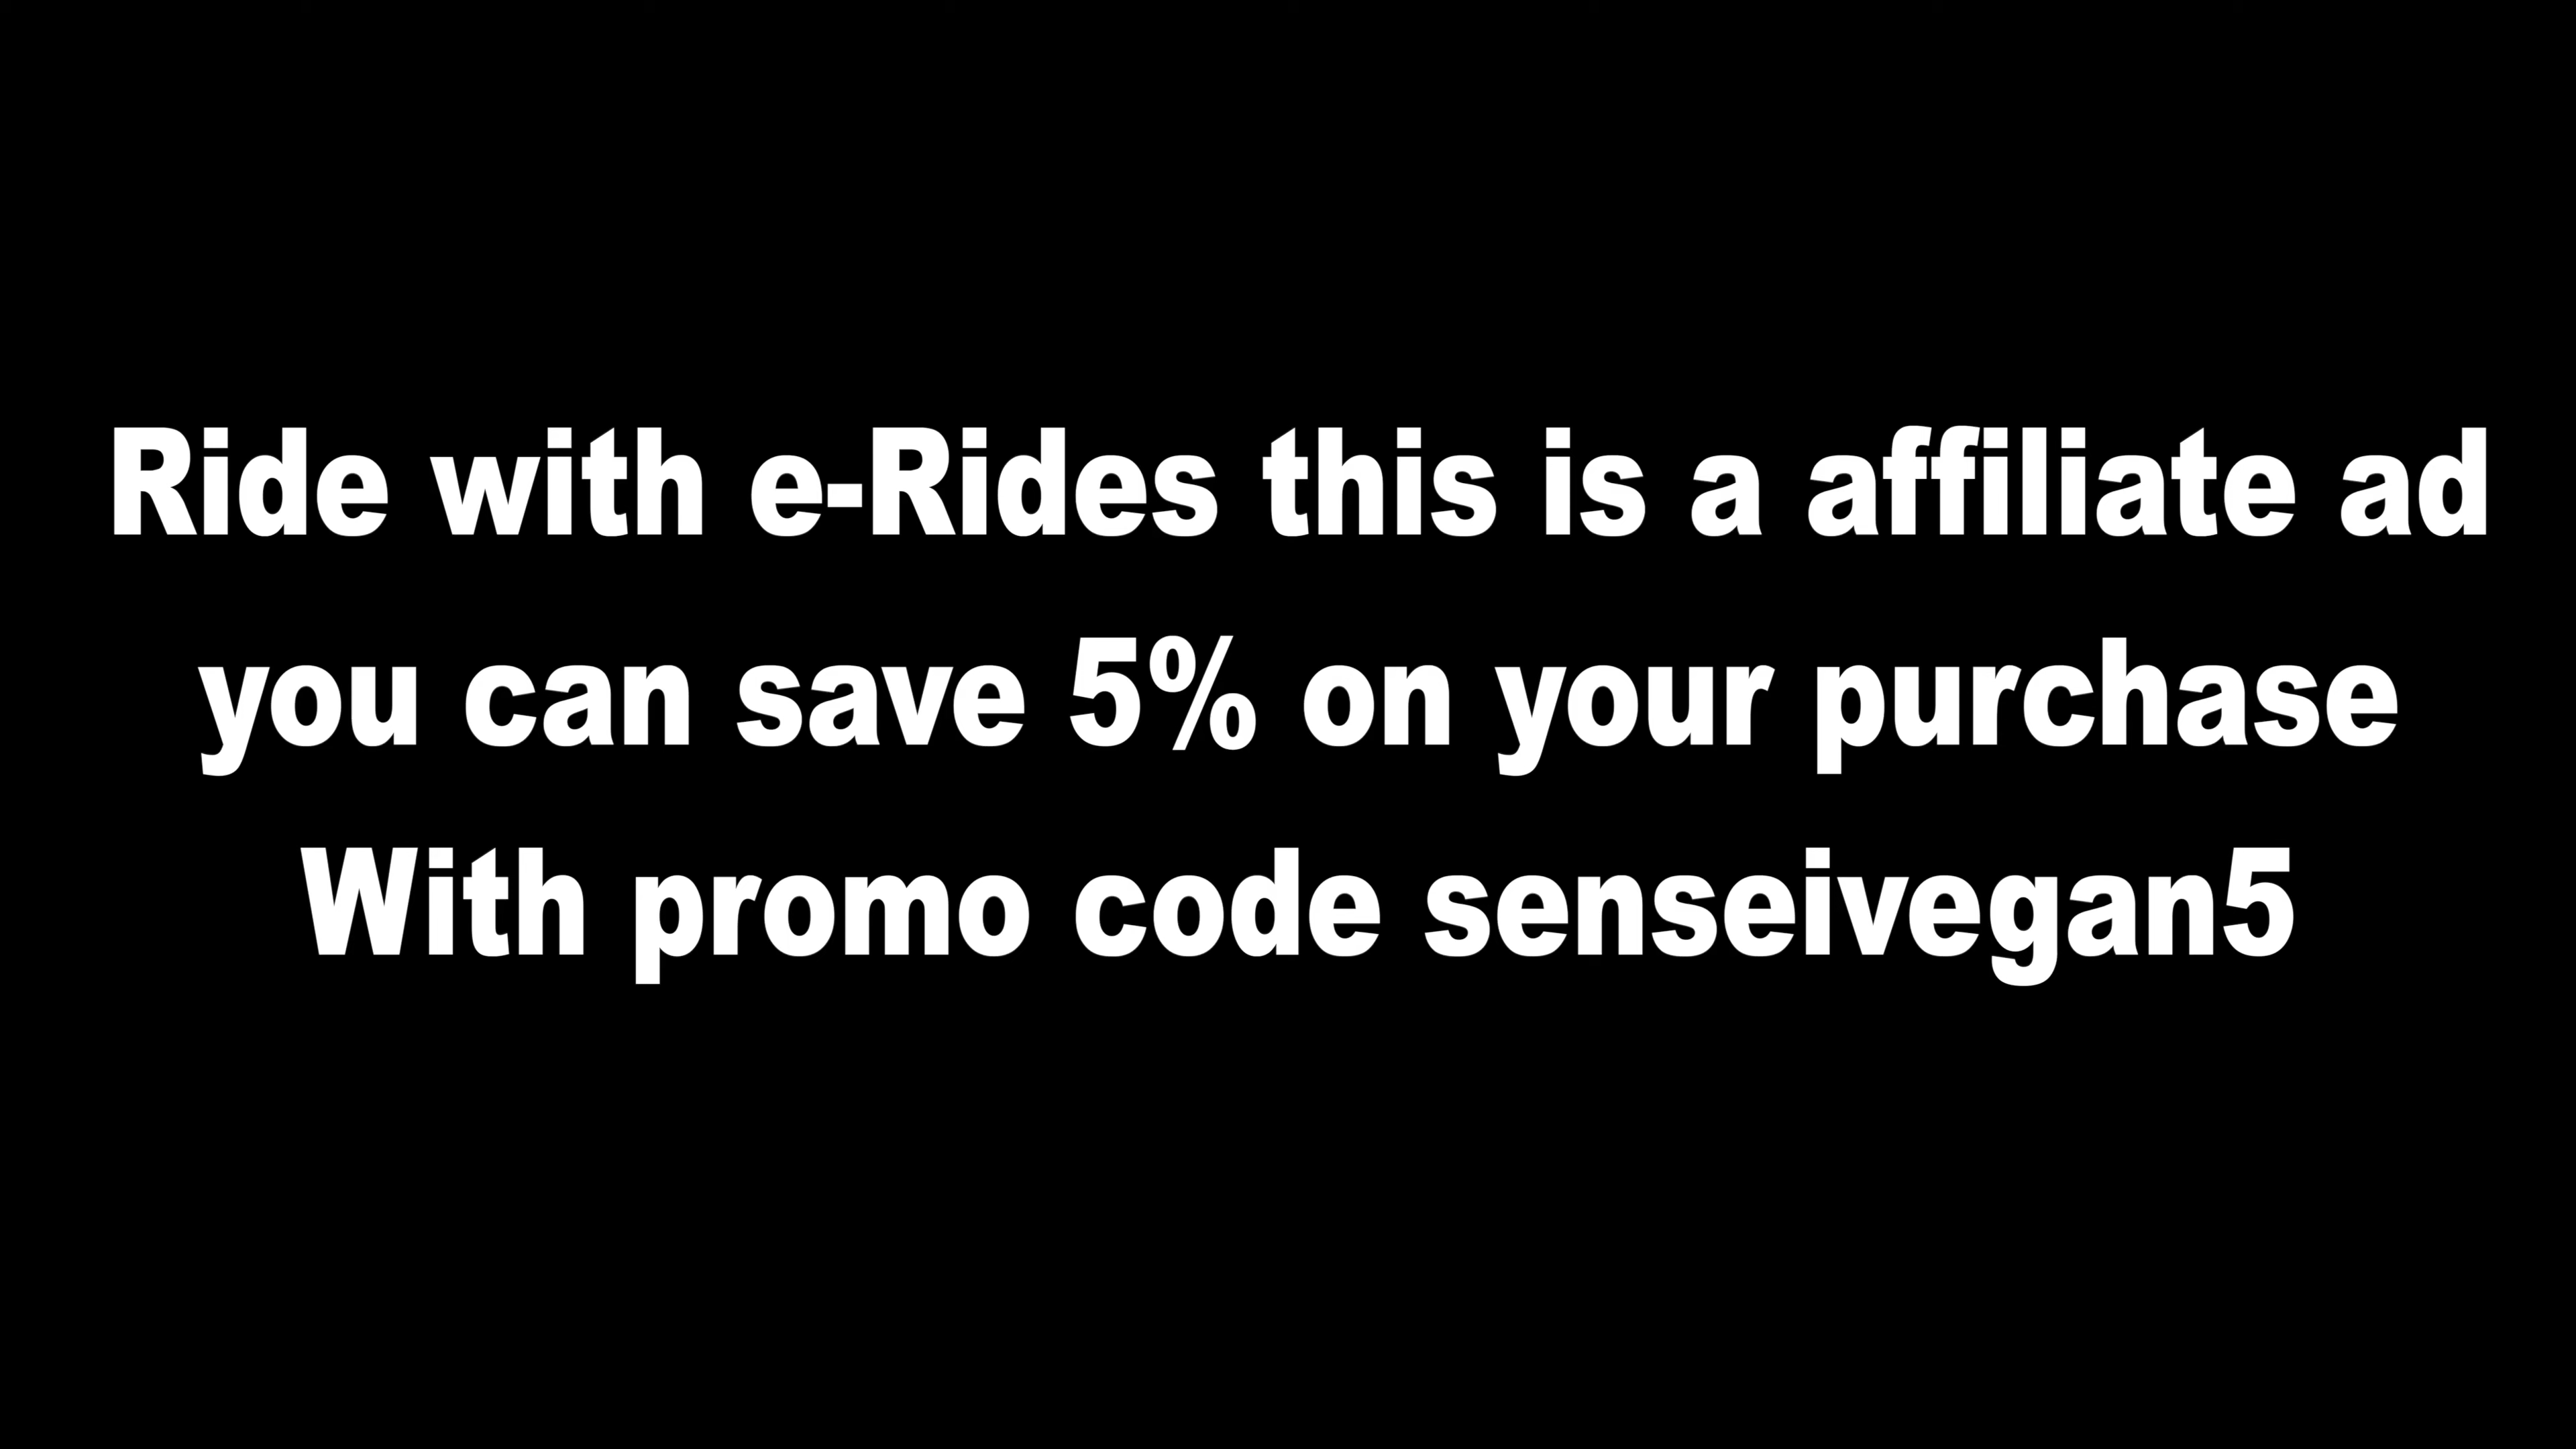 Ride with e-Rides this is a affiliate ad
you can save 5% on your purchase
With promo code senseivegan5